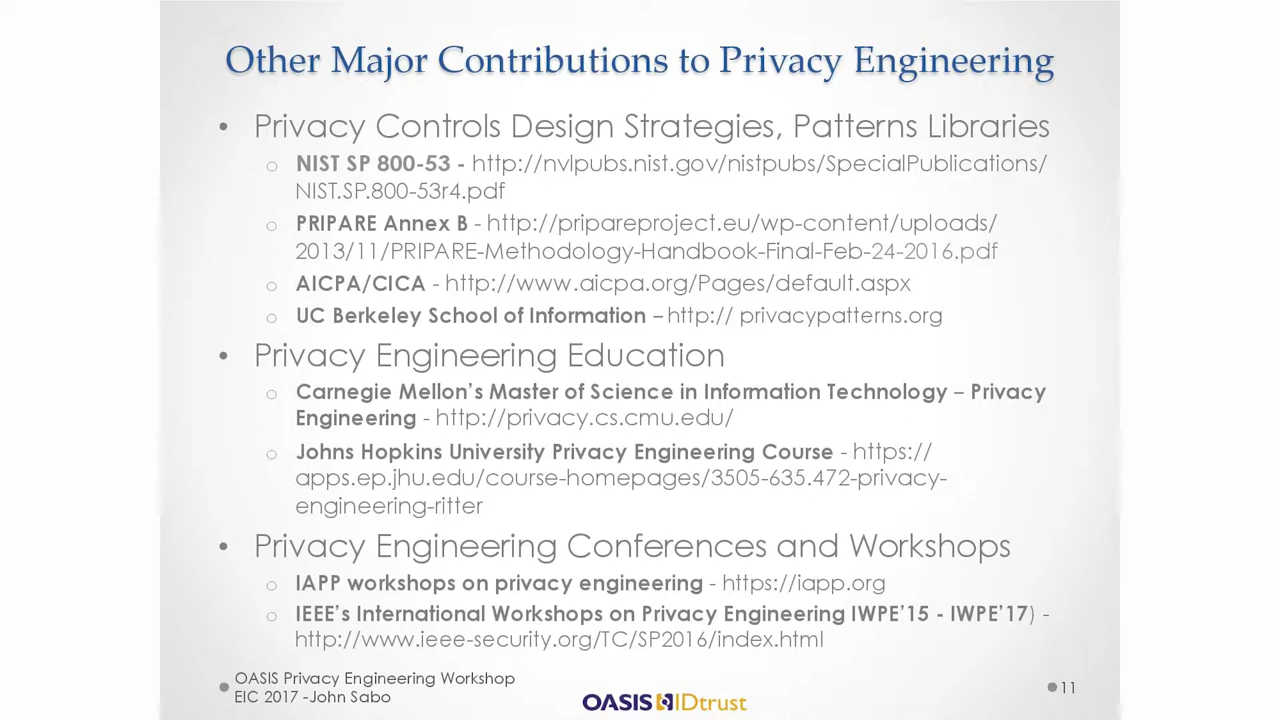 Other Major Contributions to Privacy Engineering
• Privacy Controls Design Strategies, Patterns Libraries
o NIST SP 800-53 - http://nvlpubs.nist.gov/nistpubs/SpecialPublications/
NIST.SP.800-53r4.pdf
o PRIPARE Annex B - http://pripareproject.eu/wp-content/uploads/
2013/11/PRIPARE-Methodology-Handbook-Final-Feb-24-2016.pdf
o AICPA/CICA - http://www.aicpa.org/Pages/default.aspx
o UC Berkeley School of Information – http:// privacypatterns.org
• Privacy Engineering Education
o Carnegie Mellon’s Master of Science in Information Technology – Privacy
Engineering - http://privacy.cs.cmu.edu/
o Johns Hopkins University Privacy Engineering Course - https://
apps.ep.jhu.edu/course-homepages/3505-635.472-privacy-
engineering-ritter
• Privacy Engineering Conferences and Workshops
o IAPP workshops on privacy engineering - https://iapp.org
o IEEE’s International Workshops on Privacy Engineering IWPE’15 - IWPE’17) -
http://www.ieee-security.org/TC/SP2016/index.html
• OASIS Privacy Engineering Workshop
EIC 2017 -John Sabo
OASIS IDtrust
• 11